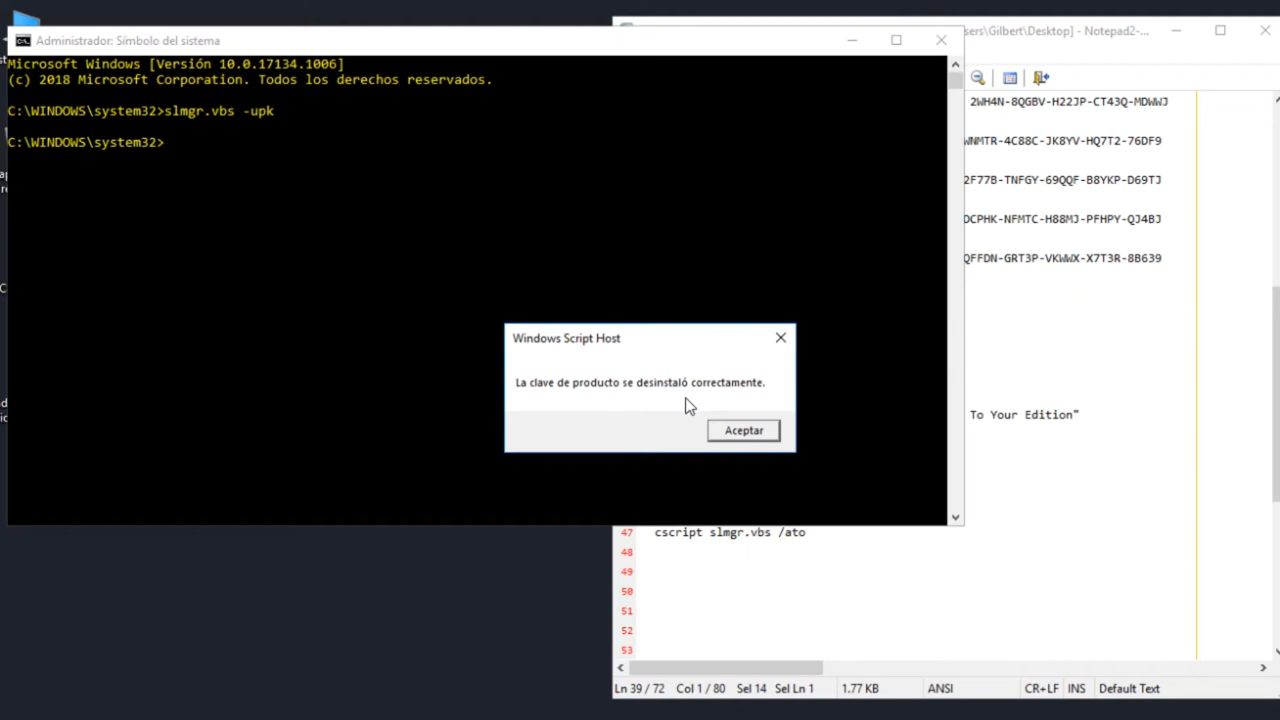 Administrador: Símbolo del sistema
Microsoft Windows [Versión 10.0.17134.1006]
(c) 2018 Microsoft Corporation. Todos los derechos reservados.
C:\WINDOWS\system32>slmgr.vbs -upk
C:\WINDOWS\system32>
Windows Script Host
La clave de producto se desinstaló correctamente.
Aceptar
sers\Gilbert\Desktop] - Notepad2-...
2WH4N-8QGBV-H22JP-CT43Q-MDWWJ
WNMTR-4C88C-JK8YV-HQ7T2-76DF9
2F77B-TNFGY-69QQF-B8YKP-D69TJ
DCPHK-NFMTC-H88MJ-PFHPY-QJ4BJ
QFFDN-GRT3P-VKWWX-X7T3R-8B639
To Your Edition"
47 cscript slmgr.vbs /ato
48
49
50
51
52
53
Ln 39 / 72 Col 1 / 80 Sel 14 Sel Ln 1 1.77 KB ANSI CR+LF INS Default Text